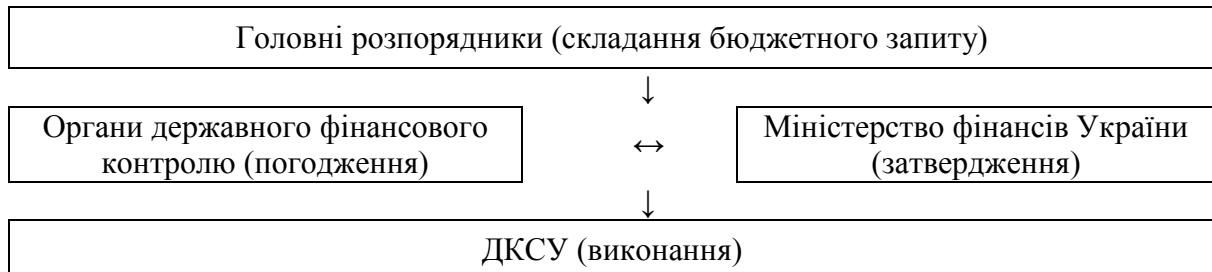 Головні розпорядники (складання бюджетного запиту)
↓
Органи державного фінансового
контролю (погодження)
↔
Міністерство фінансів України
(затвердження)
↓
ДКСУ (виконання)